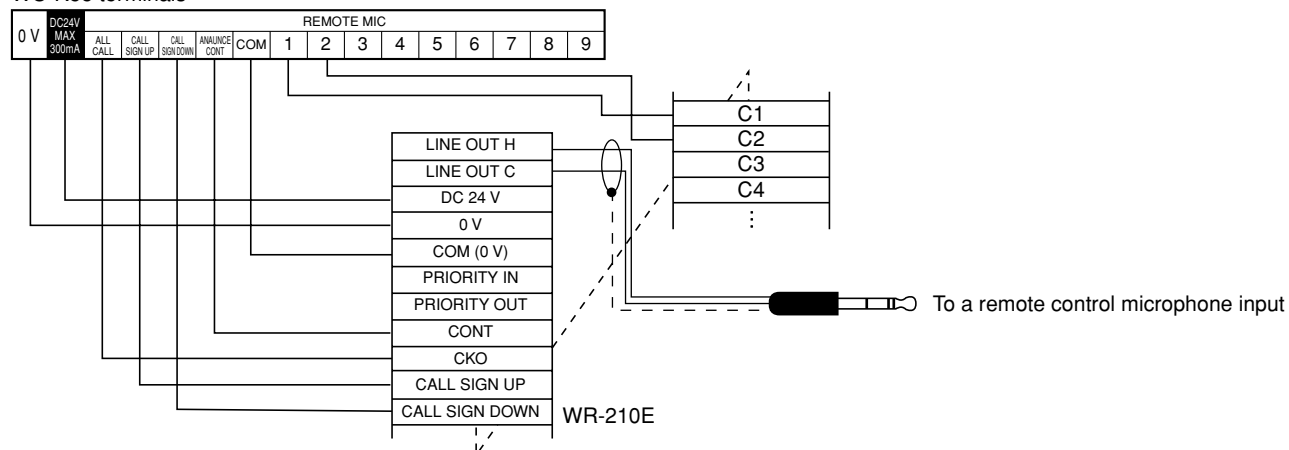 REMOTE MIC
0 V
DC24V
MAX
300mA
ALL
CALL
CALL
SIGN UP
CALL
SIGN DOWN
ANAUNCE
CONT
COM
1
2
3
4
5
6
7
8
9
C1
C2
C3
C4
LINE OUT H
LINE OUT C
DC 24 V
0 V
COM (0 V)
PRIORITY IN
PRIORITY OUT
CONT
CKO
CALL SIGN UP
CALL SIGN DOWN
WR-210E
To a remote control microphone input